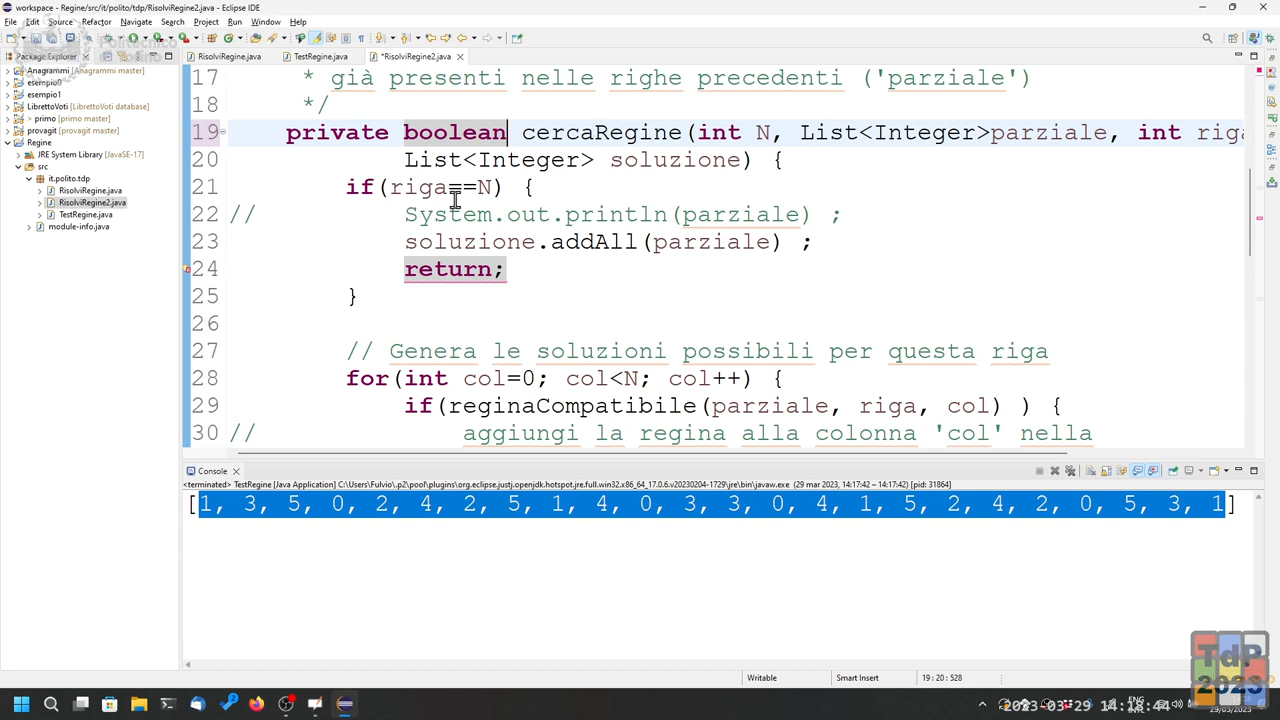 workspace - Regine/src/it/polito/tdp/RisolviRegine2.java - Eclipse IDE
File Edit Source Refactor Navigate Search Project Run Window Help
Politecnico
Package Explorer
RisolviRegine.java
TestRegine.java
*RisolviRegine2.java
Anagrammi [Anagrammi master]
esempio1
LibrettoVoti [LibrettoVoti database]
> primo [primo master]
provagit [provagit master]
Regine
JRE System Library [JavaSE-17]
src
it.polito.tdp
RisolviRegine.java
RisolviRegine2.java
TestRegine.java
module-info.java
17 * già presenti nelle righe precedenti ('parziale')
18 */
19 private boolean cercaRegine(int N, List<Integer>parziale, int riga
20 List<Integer> soluzione) {
21 if(riga==N) {
22 // System.out.println(parziale) ;
23 soluzione.addAll(parziale) ;
24 return;
25 }
26
27 // Genera le soluzioni possibili per questa riga
28 for(int col=0; col<N; col++) {
29 if(reginaCompatibile(parziale, riga, col) ) {
30 // aggiungi la regina alla colonna 'col' nella
Console
<terminated> TestRegine [Java Application] C:\Users\Fulvio\.p2\pool\plugins\org.eclipse.justj.openjdk.hotspot.jre.full.win32.x86_64_17.0.6.v20230204-1729\jre\bin\javaw.exe (29 mar 2023, 14:17:42 – 14:17:42) [pid: 31864]
[1, 3, 5, 0, 2, 4, 2, 5, 1, 4, 0, 3, 3, 0, 4, 1, 5, 2, 4, 2, 0, 5, 3, 1]
Writable
Smart Insert
19 : 20 : 528
TdP
2023
ENG
29/03/2023